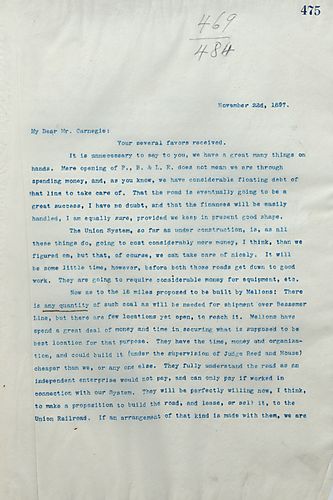 475
469
484
November 22d, 1897.
My Dear Mr. Carnegie:
Your several favors received.
It is unnecessary to say to you, we have a great many things on
hands. Mere opening of P., B. & L. E. does not mean we are through
spending money, and, as you know, we have considerable floating debt of
that line to take care of. That the road is eventually going to be a
great success, I have no doubt, and that the finances will be easily
handled, I am equally sure, provided we keep in present good shape.
The Union System, so far as under construction, is, as all
these things do, going to cost considerably more money, I think, than we
figured on, but that, of course, we can take care of nicely. It will
be some little time, however, before both those roads get down to good
work. They are going to require considerable money for equipment, etc.
Now as to the 18 miles proposed to be built by Mellons: There
is any quantity of such coal as will be needed for shipment over Bessemer
Line, but there are few locations yet open, to reach it. Mellons have
spend a great deal of money and time in securing what is supposed to be
best location for that purpose. They have the time, money and organiza-
tion, and could build it (under the supervision of Judge Reed and House)
cheaper than we, or any one else. They fully understand the road as an
independent enterprise would not pay, and can only pay if worked in
connection with our System. They will be perfectly willing now, I think,
to make a proposition to build the road, and lease, or sell it, to the
Union Railroad. If an arrangement of that kind is made with them, we are